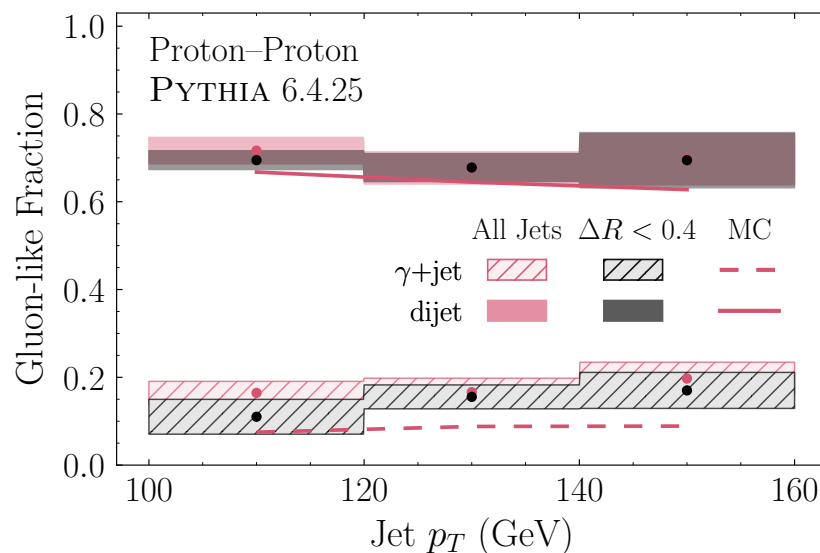 Proton–Proton
PYTHIA 6.4.25
1.0
0.8
0.6
0.4
0.2
0.0
Gluon-like Fraction
All Jets ΔR < 0.4 MC
γ+jet
dijet
100 120 140 160
Jet p_T (GeV)